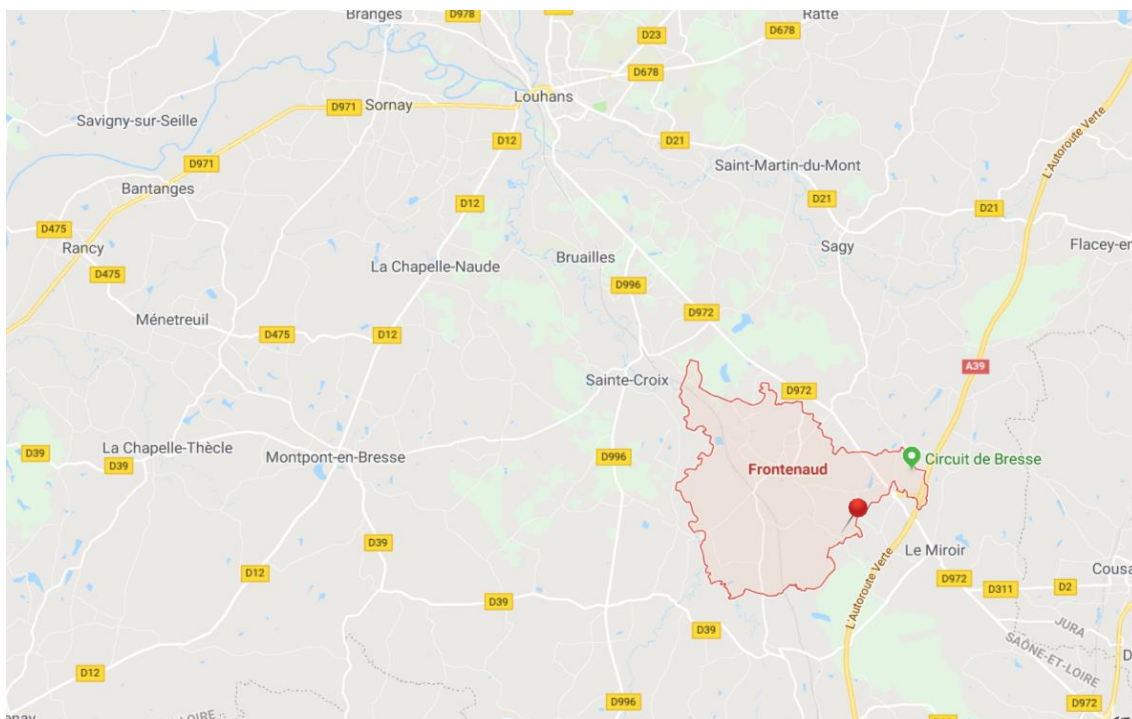 Branges
D978
Ratte
D23
D678
D678
Louhans
D971
Sornay
Savigny-sur-Seille
D12
D21
L'Autoroute Verte
D971
Saint-Martin-du-Mont
Bantanges
D12
D21
D21
D475
Rancy
Sagy
Flacey-en
Bruailles
La Chapelle-Naude
D475
D996
D972
Ménetreuil
D475
D12
A39
Sainte-Croix
D972
La Chapelle-Thècle
D39
D39
Montpont-en-Bresse
D996
Frontenaud
Circuit de Bresse
D39
Le Miroir
D12
D972
Cousa
D311
D2
D39
L'Autoroute Verte
D39
JURA
SAÔNE-ET-LOIRE
D12
D996
D972